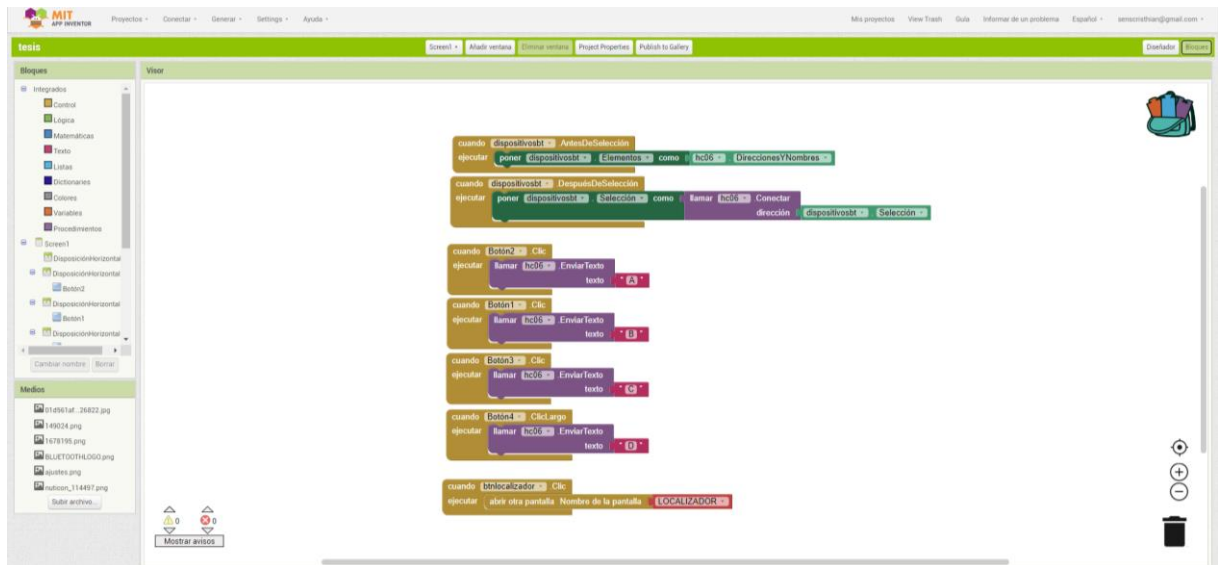 MIT
APP INVENTOR
Proyectos Conectar Generar Settings Ayuda
Mis proyectos View Trash Guía Informar de un problema Español senscristhian@gmail.com
tesis
Screen1 Añadir ventana Eliminar ventana Project Properties Publish to Gallery
Diseñador Bloques
Bloques
Visor
Integrados
Control
Lógica
Matemáticas
Texto
Listas
Dictionaries
Colores
Variables
Procedimientos
Screen1
DisposiciónHorizontal
DisposiciónHorizontal
Botón2
DisposiciónHorizontal
Botón1
DisposiciónHorizontal
Cambiar nombre Borrar
Medios
01d561af...26822.jpg
149024.png
1678195.png
BLUETOOTHLOGO.png
ajustes.png
nuticon_114497.png
Subir archivo...
cuando dispositivosbt .AntesDeSelección
ejecutar poner dispositivosbt . Elementos como hc06 . DireccionesYNombres
cuando dispositivosbt .DespuésDeSelección
ejecutar poner dispositivosbt . Selección como llamar hc06 .Conectar
dirección dispositivosbt . Selección
cuando Botón2 .Clic
ejecutar llamar hc06 .EnviarTexto
texto " A "
cuando Botón1 .Clic
ejecutar llamar hc06 .EnviarTexto
texto " B "
cuando Botón3 .Clic
ejecutar llamar hc06 .EnviarTexto
texto " C "
cuando Botón4 .ClicLargo
ejecutar llamar hc06 .EnviarTexto
texto " D "
cuando btnlocalizador .Clic
ejecutar abrir otra pantalla Nombre de la pantalla LOCALIZADOR
0 0
Mostrar avisos